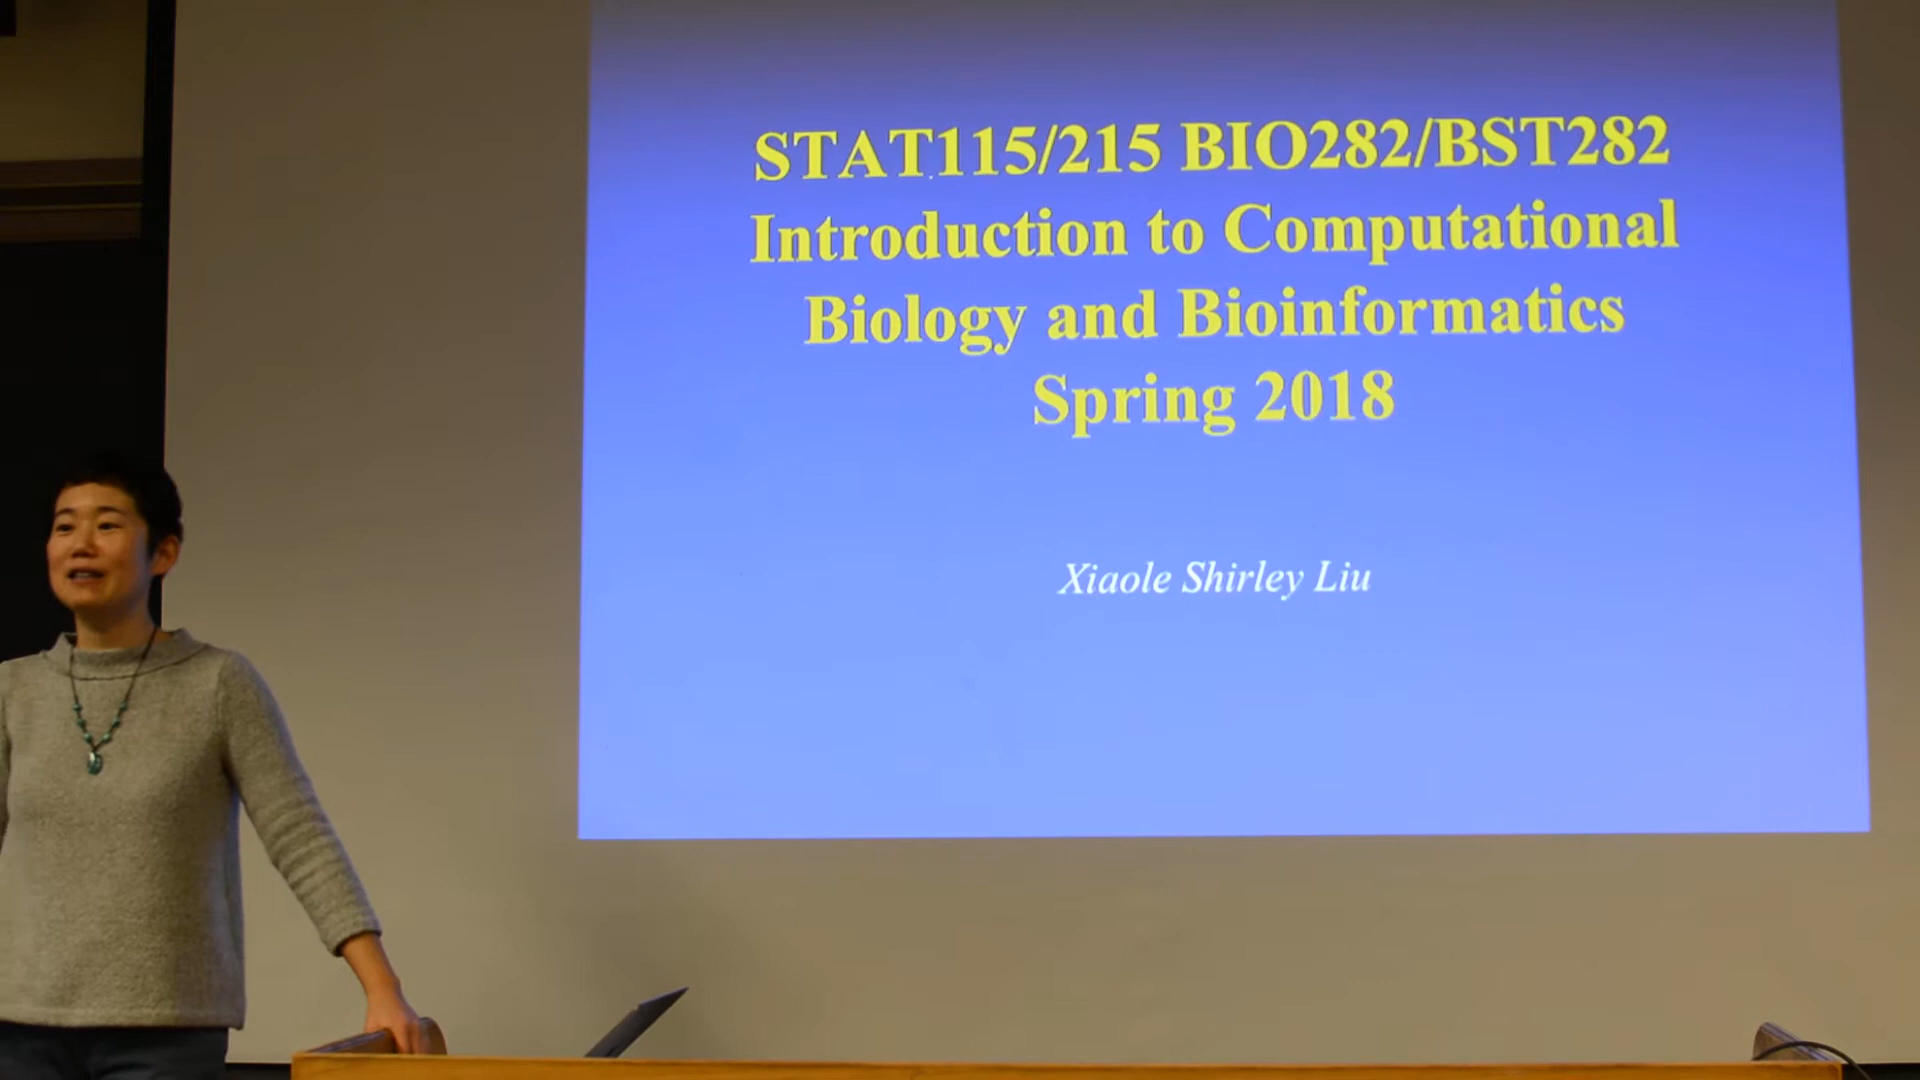 STAT115/215 BIO282/BST282
Introduction to Computational
Biology and Bioinformatics
Spring 2018
Xiaole Shirley Liu